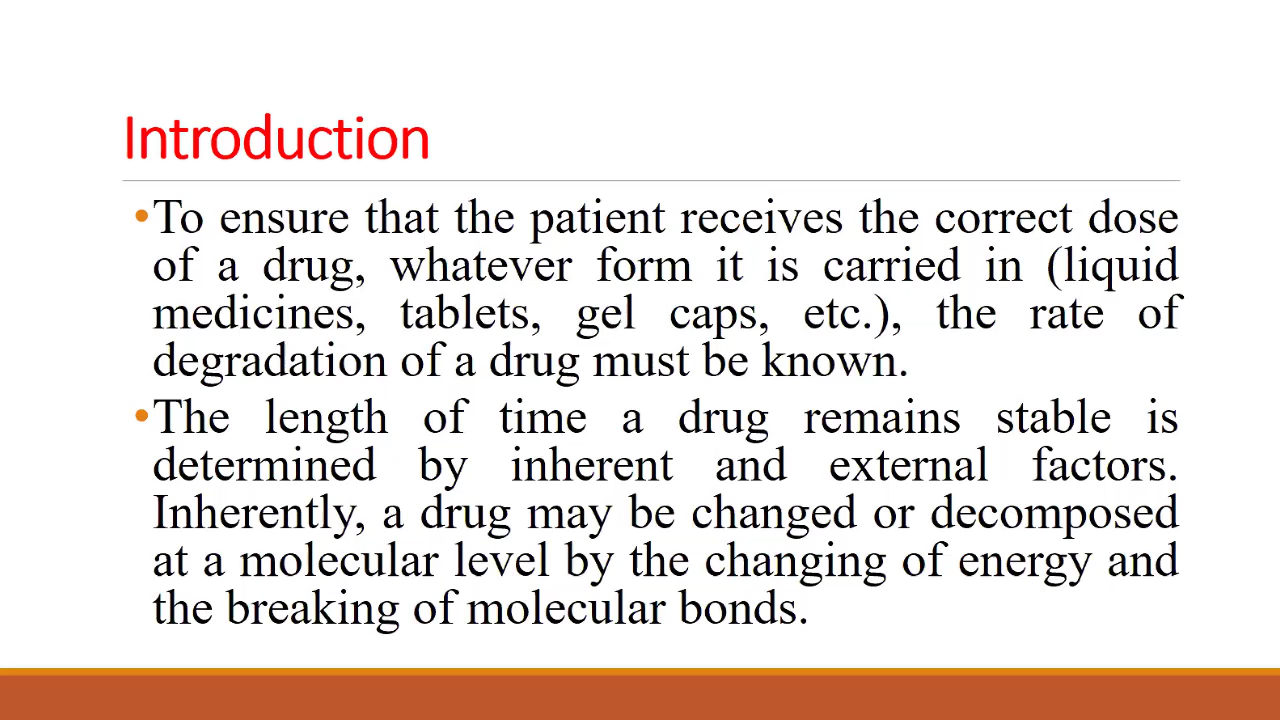 Introduction
•To ensure that the patient receives the correct dose
of a drug, whatever form it is carried in (liquid
medicines, tablets, gel caps, etc.), the rate of
degradation of a drug must be known.
•The length of time a drug remains stable is
determined by inherent and external factors.
Inherently, a drug may be changed or decomposed
at a molecular level by the changing of energy and
the breaking of molecular bonds.